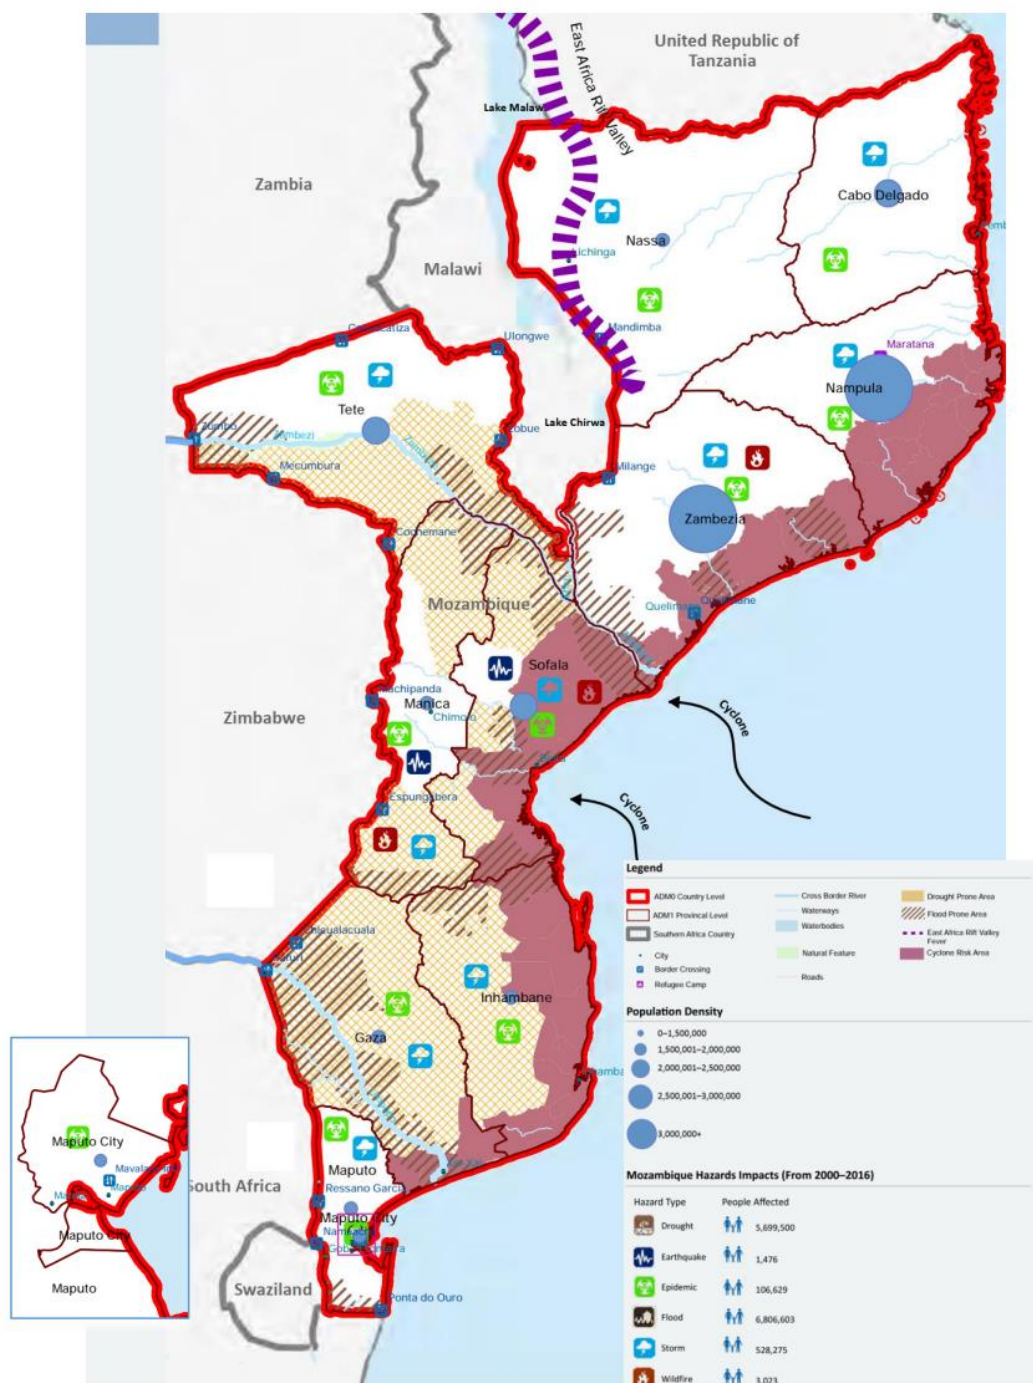 United Republic of
Tanzania
East Africa Rift Valley
Lake Malawi
Zambia
Cabo Delgado
Nassa
Lichinga
Malawi
Mandimba
Ulongwe
Maratana
Nampula
Tete
Lake Chirwa
Zumbo
Zambezi
Zobue
Mecumbura
Milange
Zambezia
Cochemane
Mozambique
Quelimane
Sofala
Machipanda
Manica
Chimoio
Zimbabwe
Cyclone
Espungabera
Cyclone
Chicualacuala
Inhambane
Gaza
Maputo
South Africa
Ressano Garcia
Maputo City
Swaziland
Ponta do Ouro
Maputo City
Maputo City
Maputo
Legend
ADM0 Country Level
ADM1 Provincal Level
Southern Africa Country
City
Border Crossing
Refugee Camp
Cross Border River
Waterways
Waterbodies
Natural Feature
Roads
Drought Prone Area
Flood Prone Area
East Africa Rift Valley
Fever
Cyclone Risk Area
Population Density
0–1,500,000
1,500,001–2,000,000
2,000,001–2,500,000
2,500,001–3,000,000
3,000,000+
Mozambique Hazards Impacts (From 2000–2016)
Hazard Type People Affected
Drought 5,699,500
Earthquake 1,476
Epidemic 106,629
Flood 6,806,603
Storm 528,275
Wildfire 3,023